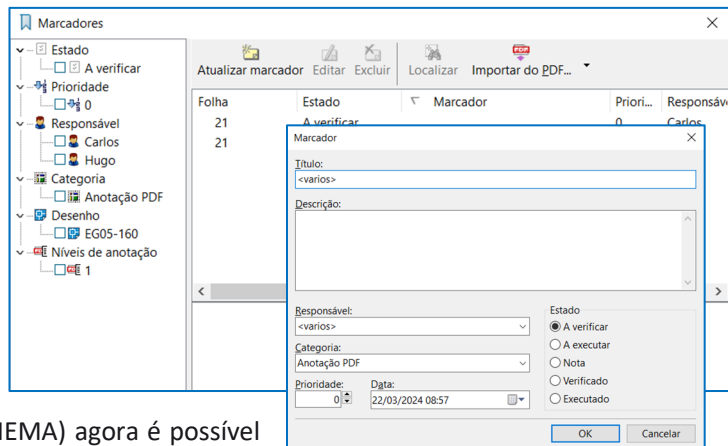 Marcadores
Estado
A verificar
Prioridade
0
Responsável
Carlos
Hugo
Categoria
Anotação PDF
Desenho
EG05-160
Níveis de anotação
1
Atualizar marcador Editar Excluir Localizar Importar do PDF...
Folha Estado Marcador Priori... Responsáv
21 A verificar 0 Carlos
21
Marcador
Título:
<varios>
Descrição:
Responsável:
<varios>
Categoria:
Anotação PDF
Prioridade: Data:
0 22/03/2024 08:57
Estado
A verificar
A executar
Nota
Verificado
Executado
OK Cancelar
IEMA) agora é possível